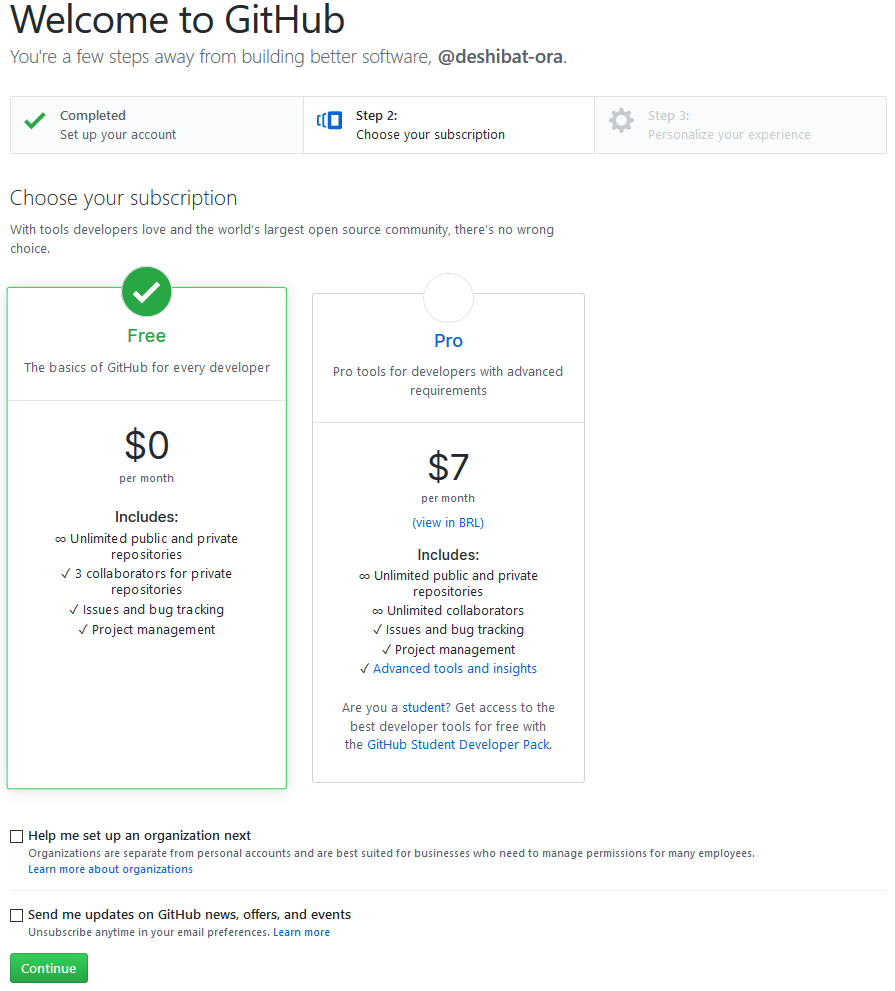 Welcome to GitHub
You're a few steps away from building better software, @deshibat-ora.
Completed
Set up your account
Step 2:
Choose your subscription
Step 3:
Personalize your experience
Choose your subscription
With tools developers love and the world's largest open source community, there's no wrong
choice.
Free
The basics of GitHub for every developer
$0
per month
Includes:
∞ Unlimited public and private
repositories
✓ 3 collaborators for private
repositories
✓ Issues and bug tracking
✓ Project management
Pro
Pro tools for developers with advanced
requirements
$7
per month
(view in BRL)
Includes:
∞ Unlimited public and private
repositories
∞ Unlimited collaborators
✓ Issues and bug tracking
✓ Project management
✓ Advanced tools and insights
Are you a student? Get access to the
best developer tools for free with
the GitHub Student Developer Pack.
Help me set up an organization next
Organizations are separate from personal accounts and are best suited for businesses who need to manage permissions for many employees.
Learn more about organizations
Send me updates on GitHub news, offers, and events
Unsubscribe anytime in your email preferences. Learn more
Continue